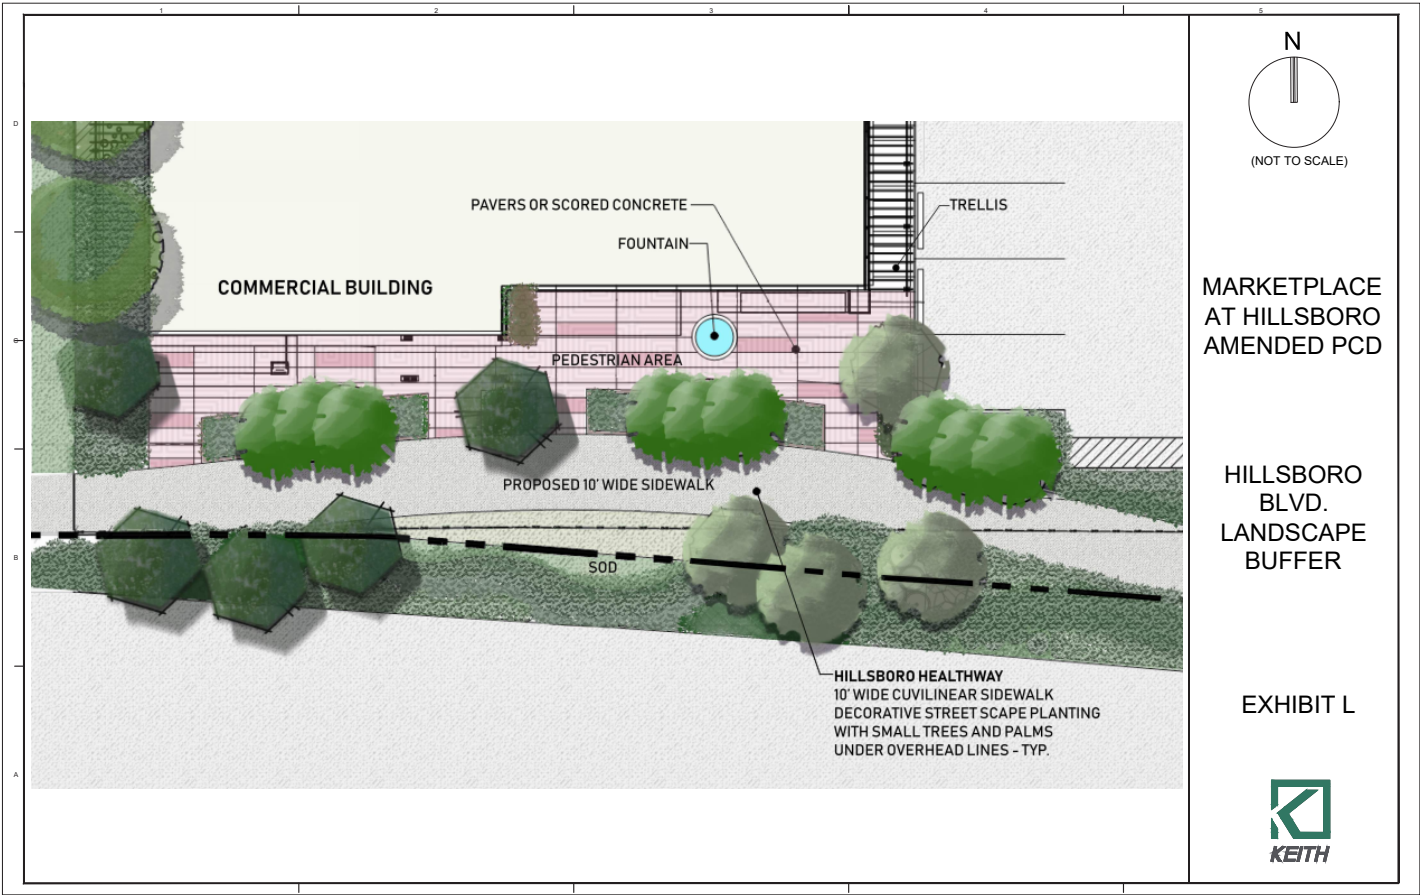 1
2
3
4
5
D
C
B
A
PAVERS OR SCORED CONCRETE
TRELLIS
FOUNTAIN
COMMERCIAL BUILDING
PEDESTRIAN AREA
PROPOSED 10' WIDE SIDEWALK
SOD
HILLSBORO HEALTHWAY
10' WIDE CUVILINEAR SIDEWALK
DECORATIVE STREET SCAPE PLANTING
WITH SMALL TREES AND PALMS
UNDER OVERHEAD LINES - TYP.
N
(NOT TO SCALE)
MARKETPLACE
AT HILLSBORO
AMENDED PCD
HILLSBORO
BLVD.
LANDSCAPE
BUFFER
EXHIBIT L
KEITH